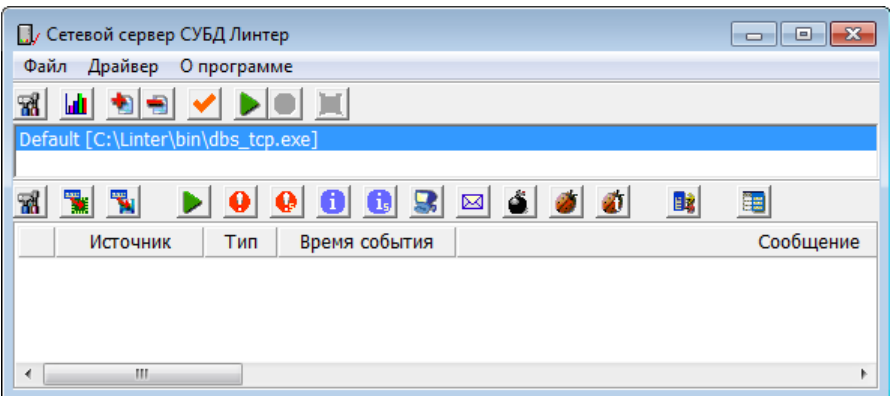 Сетевой сервер СУБД Линтер
Файл Драйвер О программе
Default [C:\Linter\bin\dbs_tcp.exe]
Источник Тип Время события Сообщение